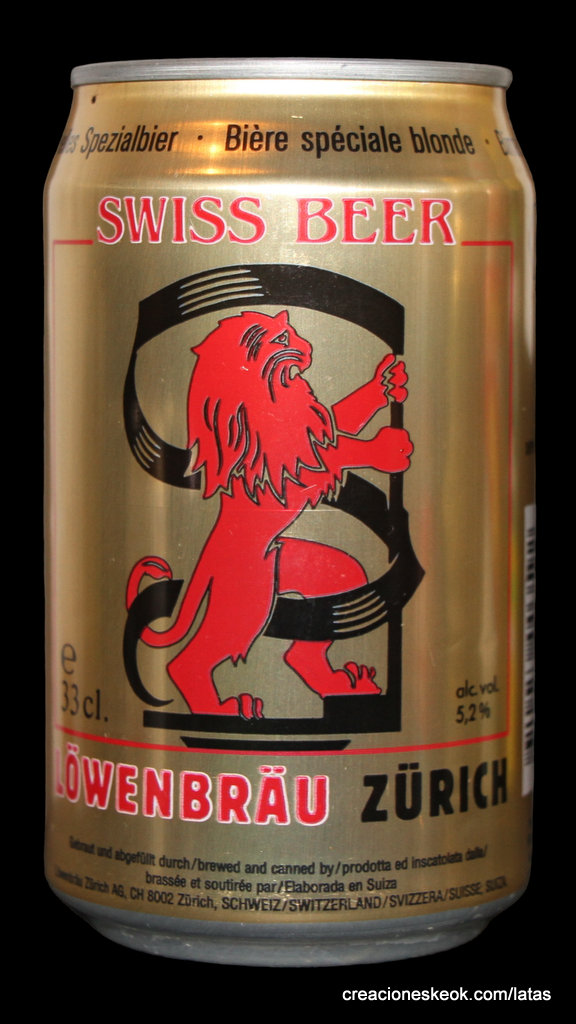 Spezialbier · Bière spéciale blonde ·
SWISS BEER
e
33cl.
alc.vol.
5,2%
LÖWENBRÄU ZÜRICH
Gebraut und abgefüllt durch/brewed and canned by/prodotta ed inscatolata dalla/
brassée et soutirée par/Elaborada en Suiza
Löwenbräu Zürich AG, CH 8002 Zürich, SCHWEIZ/SWITZERLAND/SVIZZERA/SUISSE, SUIZA
creacioneskeok.com/latas